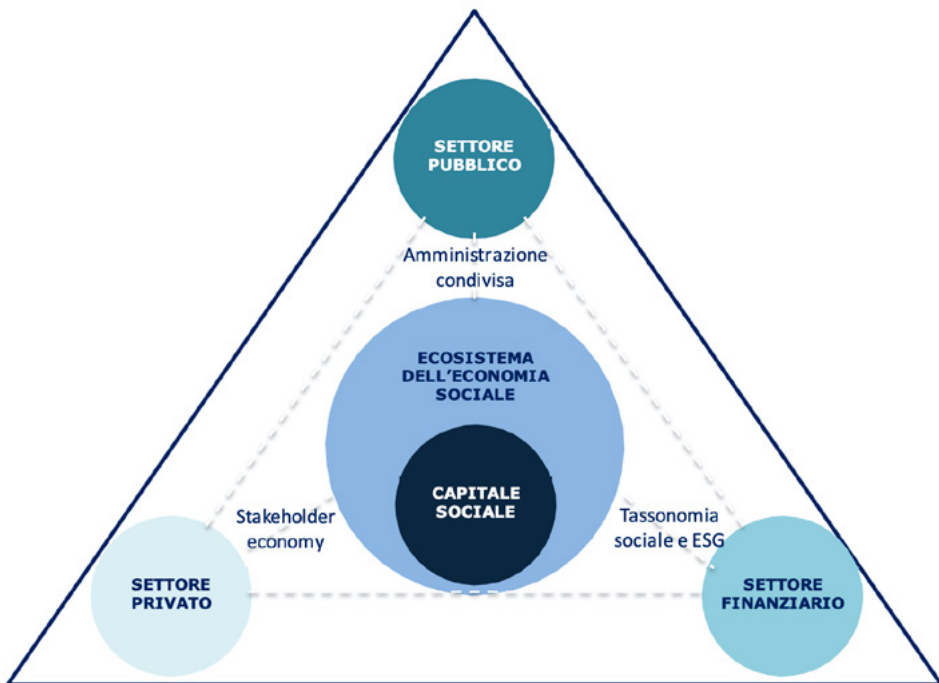 SETTORE
PUBBLICO
Amministrazione
condivisa
ECOSISTEMA
DELL'ECONOMIA
SOCIALE
CAPITALE
SOCIALE
Stakeholder
economy
Tassonomia
sociale e ESG
SETTORE
PRIVATO
SETTORE
FINANZIARIO